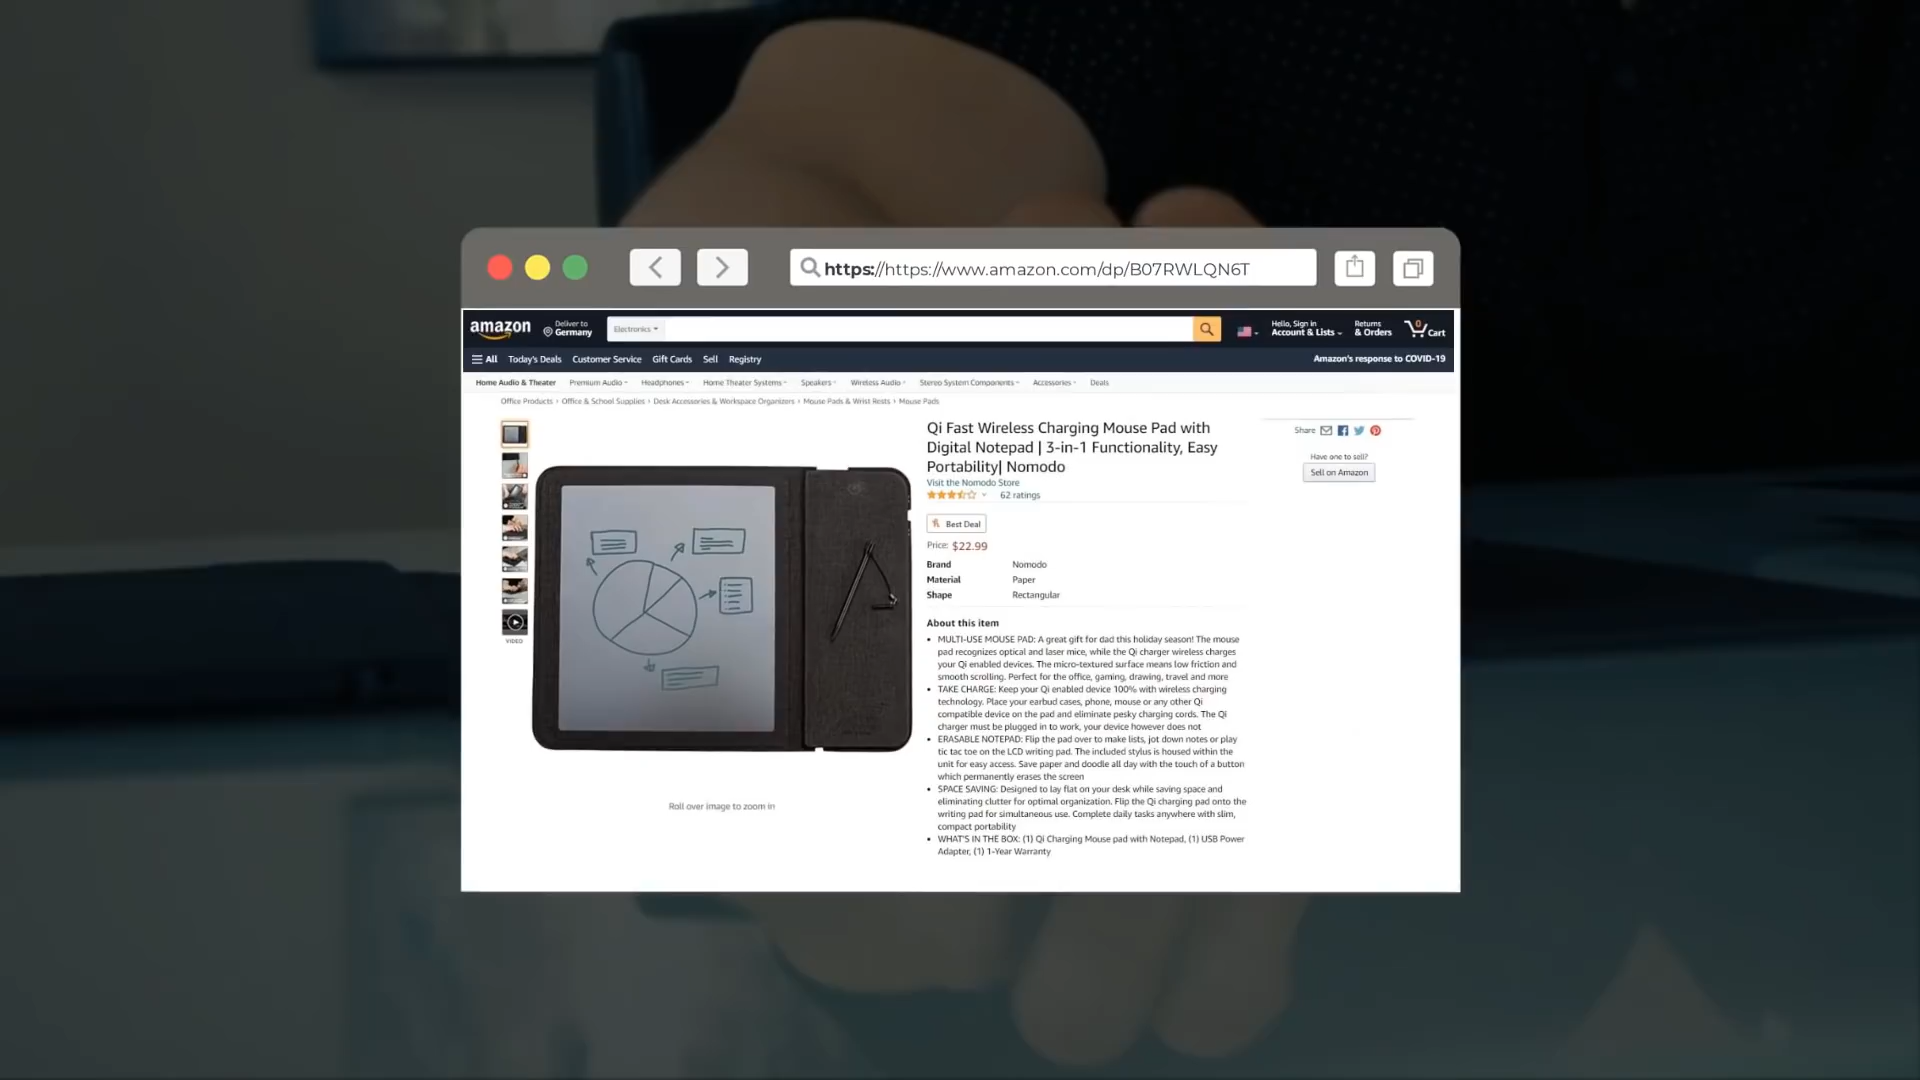 https://https://www.amazon.com/dp/B07RWLQN6T
amazon
Deliver to
Germany
Electronics
Hello, Sign in
Account & Lists
Returns
& Orders
0
Cart
All Today's Deals Customer Service Gift Cards Sell Registry
Amazon's response to COVID-19
Home Audio & Theater Premium Audio Headphones Home Theater Systems Speakers Wireless Audio Stereo System Components Accessories Deals
Office Products › Office & School Supplies › Desk Accessories & Workspace Organizers › Mouse Pads & Wrist Rests › Mouse Pads
VIDEO
Roll over image to zoom in
Qi Fast Wireless Charging Mouse Pad with
Digital Notepad | 3-in-1 Functionality, Easy
Portability| Nomodo
Visit the Nomodo Store
62 ratings
Best Deal
Price: $22.99
Brand Nomodo
Material Paper
Shape Rectangular
About this item
• MULTI-USE MOUSE PAD: A great gift for dad this holiday season! The mouse
pad recognizes optical and laser mice, while the Qi charger wireless charges
your Qi enabled devices. The micro-textured surface means low friction and
smooth scrolling. Perfect for the office, gaming, drawing, travel and more
• TAKE CHARGE: Keep your Qi enabled device 100% with wireless charging
technology. Place your earbud cases, phone, mouse or any other Qi
compatible device on the pad and eliminate pesky charging cords. The Qi
charger must be plugged in to work, your device however does not
• ERASABLE NOTEPAD: Flip the pad over to make lists, jot down notes or play
tic tac toe on the LCD writing pad. The included stylus is housed within the
unit for easy access. Save paper and doodle all day with the touch of a button
which permanently erases the screen
• SPACE SAVING: Designed to lay flat on your desk while saving space and
eliminating clutter for optimal organization. Flip the Qi charging pad onto the
writing pad for simultaneous use. Complete daily tasks anywhere with slim,
compact portability
• WHAT'S IN THE BOX: (1) Qi Charging Mouse pad with Notepad, (1) USB Power
Adapter, (1) 1-Year Warranty
Share
Have one to sell?
Sell on Amazon